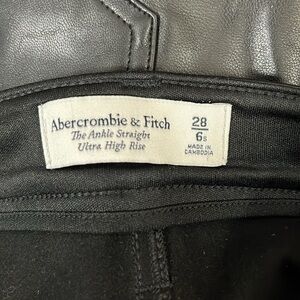 Abercrombie & Fitch
The Ankle Straight
Ultra High Rise
28
6s
MADE IN
CAMBODIA